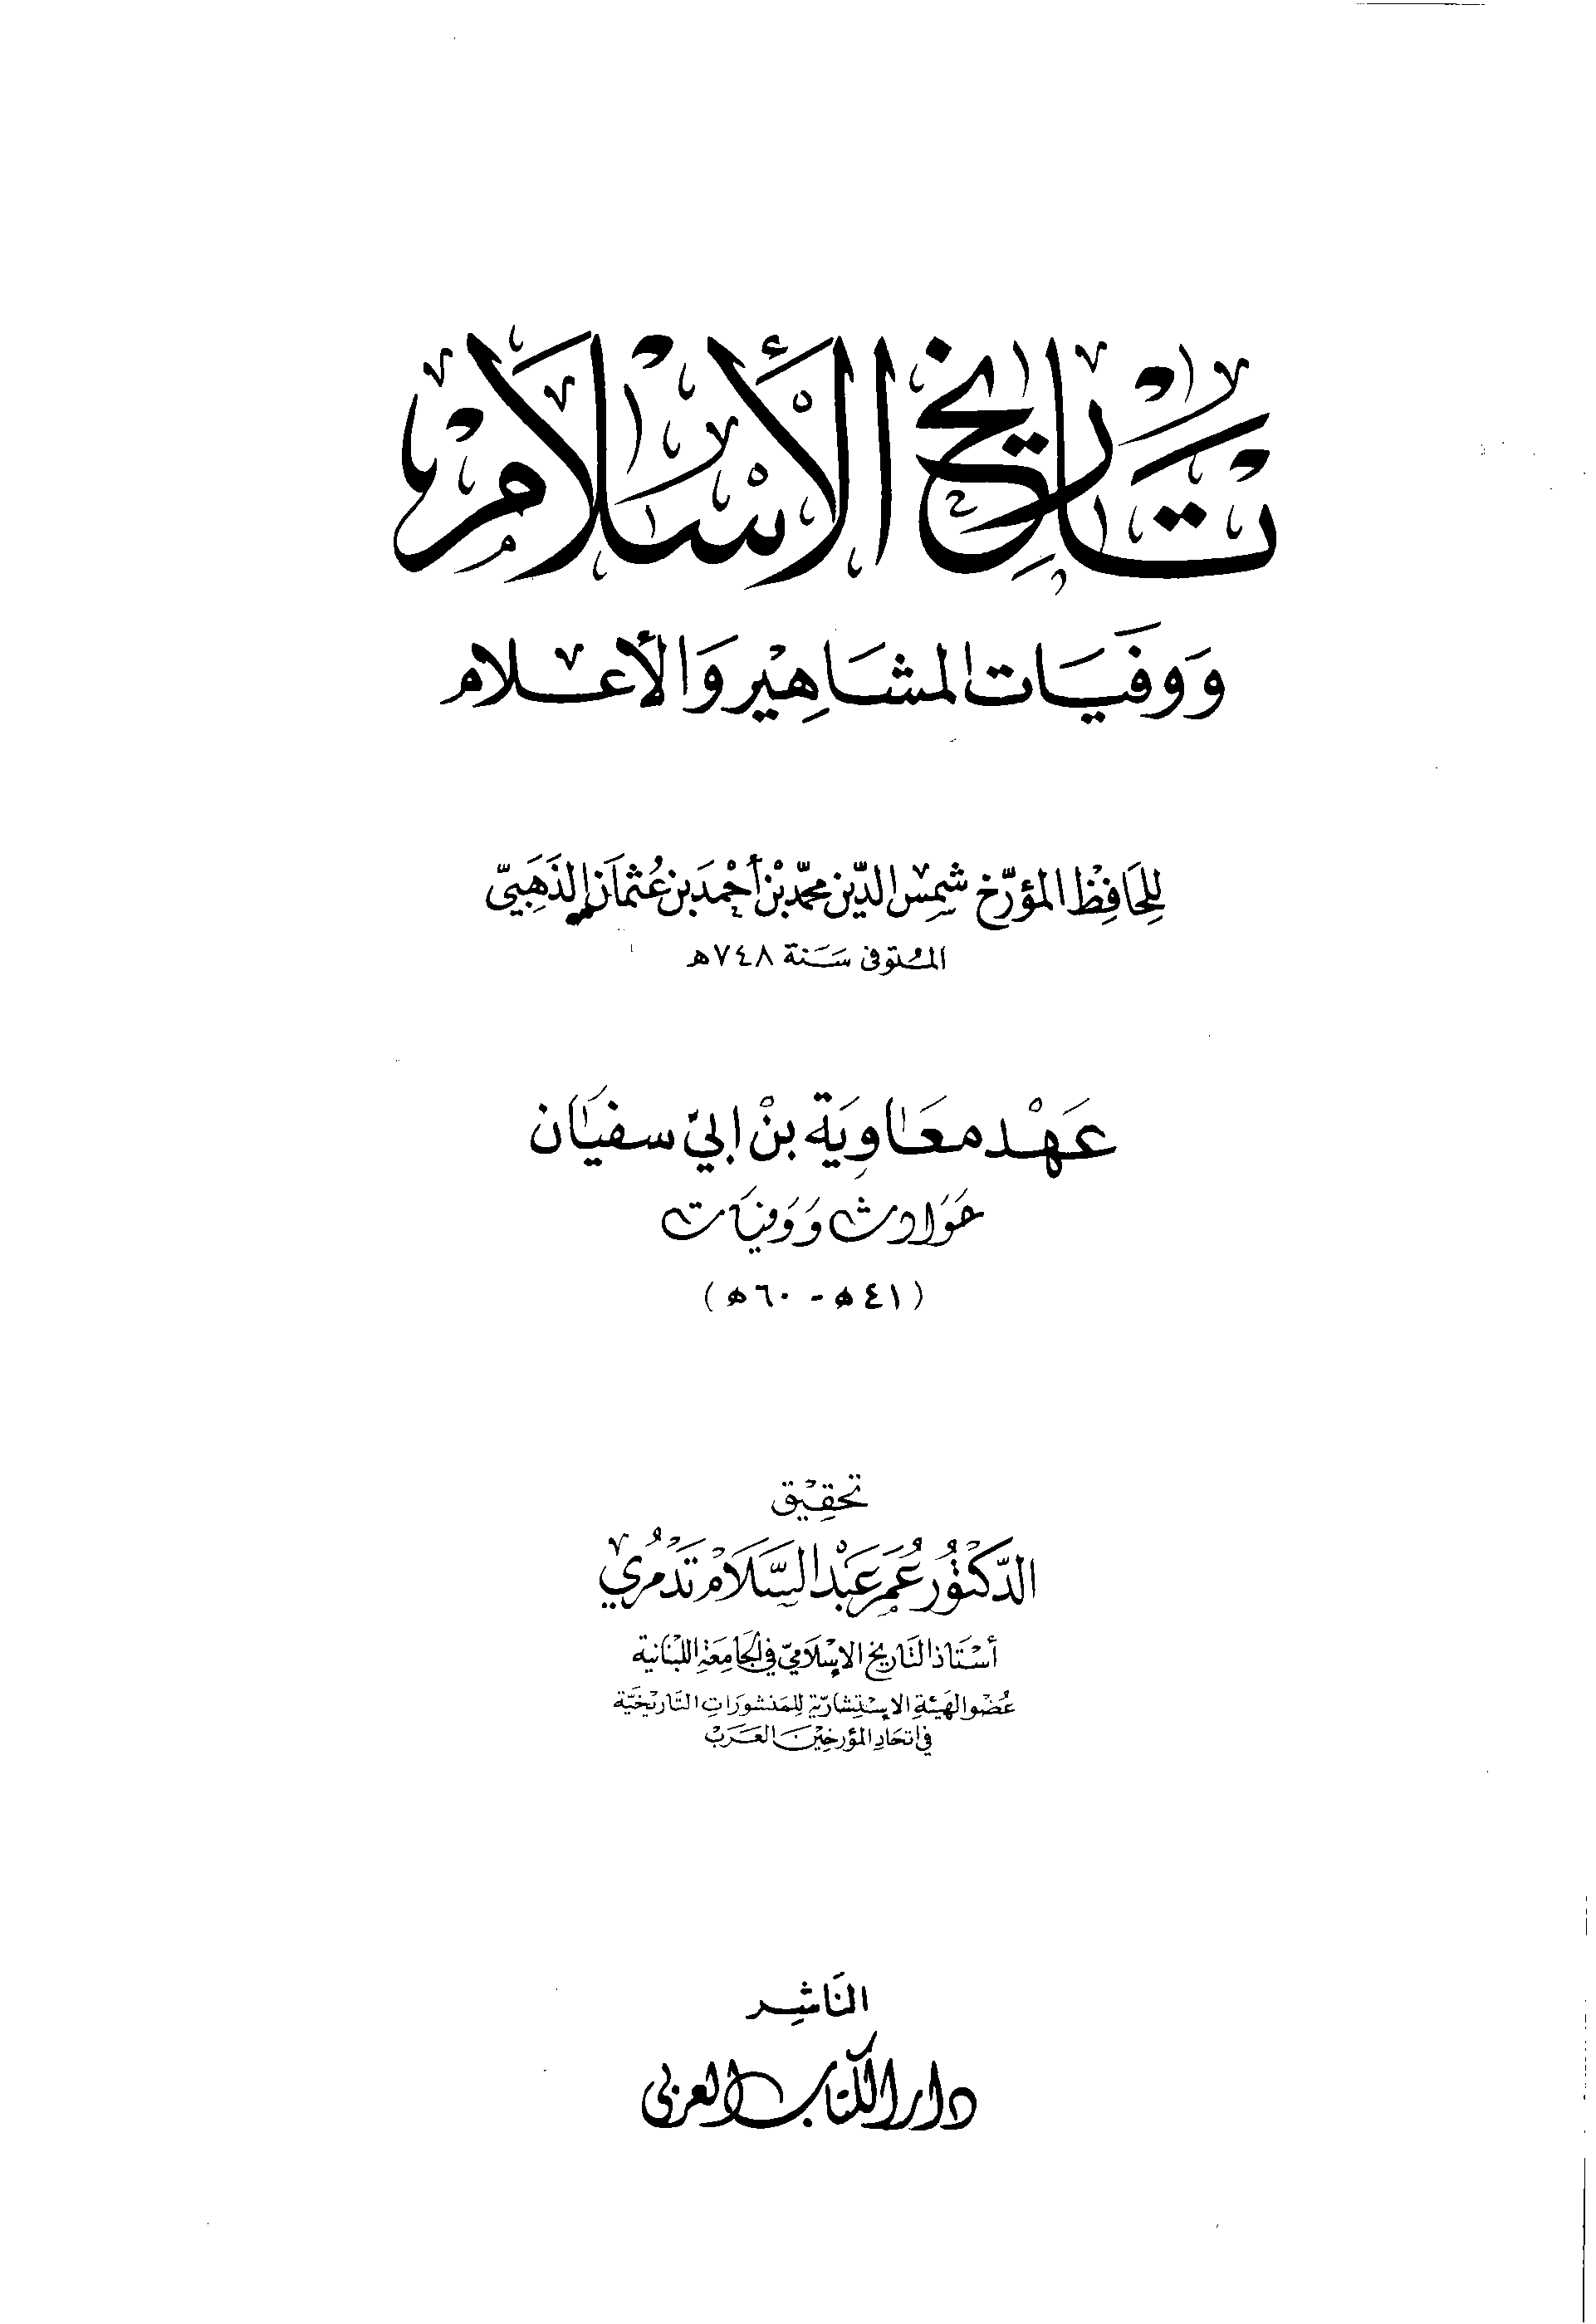 تاريخ الإسلام
ووفيات المشاهير والأعلام
للحافظ المؤرخ شمس الدين محمد بن أحمد بن عثمان الذهبي
المتوفى سنة ٧٤٨هـ
عهد معاوية بن ابي سفيان
حوادث ووفيات
(٤١هـ - ٦٠هـ)
تحقيق
الدكتور عمر عبد السلام تدمري
أستاذ التاريخ الإسلامي في الجامعة اللبنانية
عضو الهيئة الإستشارية للمنشورات التاريخية
في اتحاد المؤرخين العرب
الناشر
دار الكتاب العربي